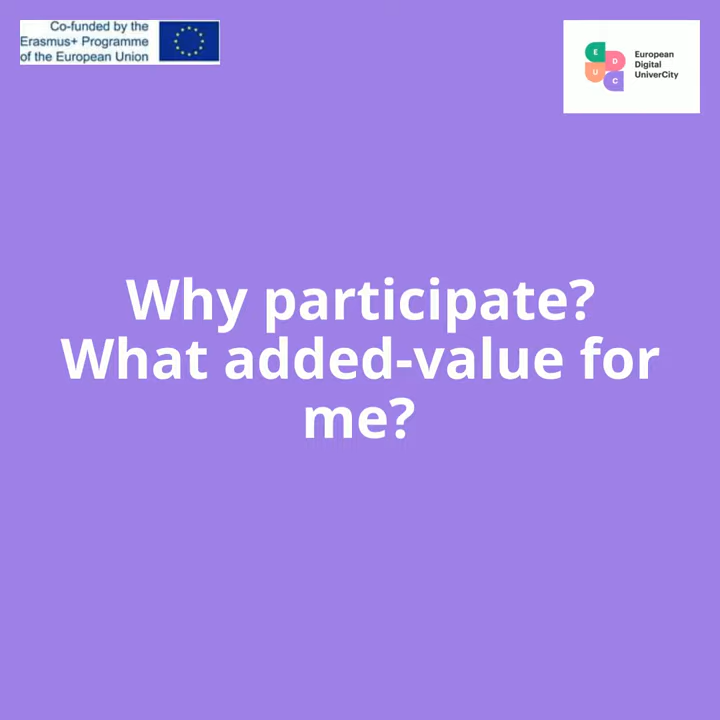 Co-funded by the
Erasmus+ Programme
of the European Union
E
D
U
C
European
Digital
UniverCity
Why participate?
What added-value for
me?